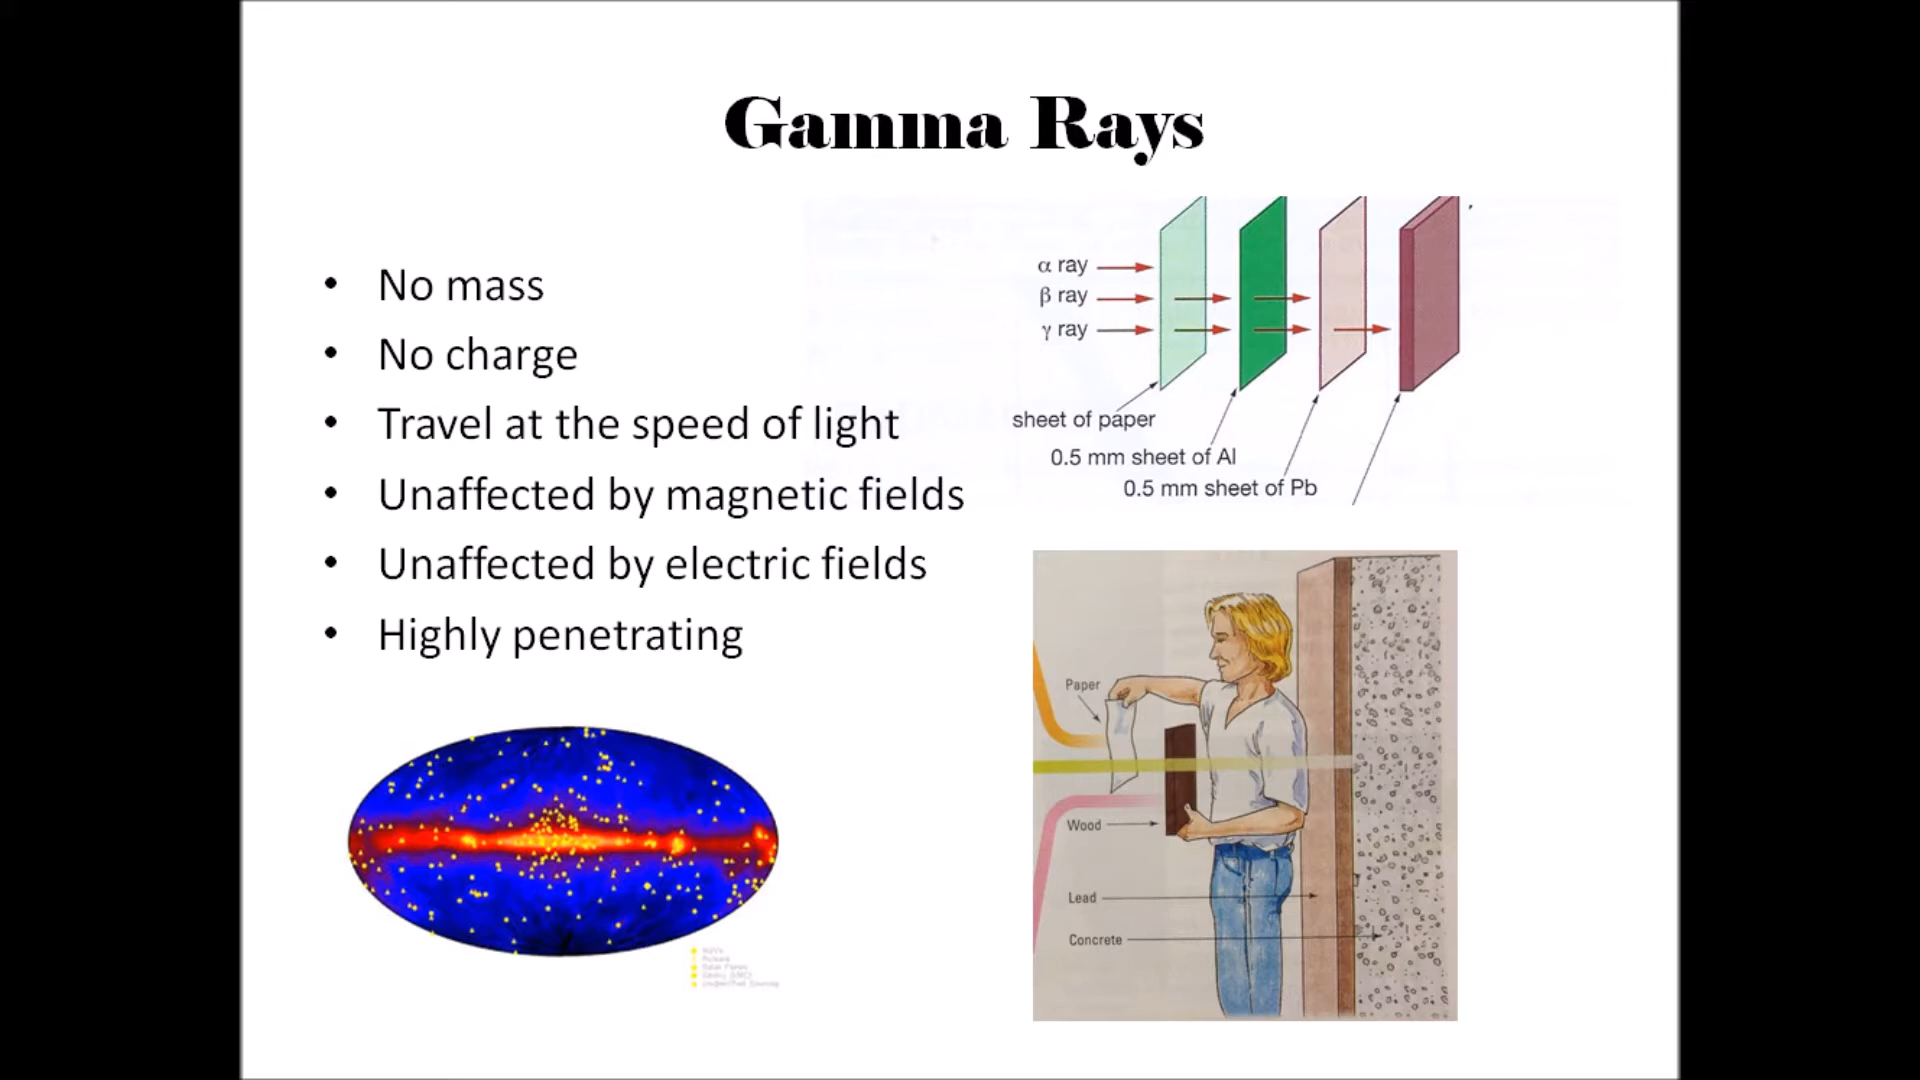 Gamma Rays
• No mass
• No charge
• Travel at the speed of light
• Unaffected by magnetic fields
• Unaffected by electric fields
• Highly penetrating
α ray
β ray
γ ray
sheet of paper
0.5 mm sheet of Al
0.5 mm sheet of Pb
Paper
Wood
Lead
Concrete